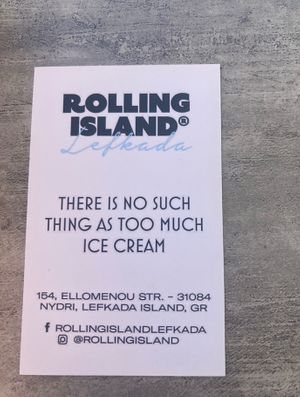 ROLLING
ISLAND®
Lefkada
THERE IS NO SUCH
THING AS TOO MUCH
ICE CREAM
154, ELLOMENOU STR. – 31084
NYDRI, LEFKADA ISLAND, GR
f ROLLINGISLANDLEFKADA
@ROLLINGISLAND